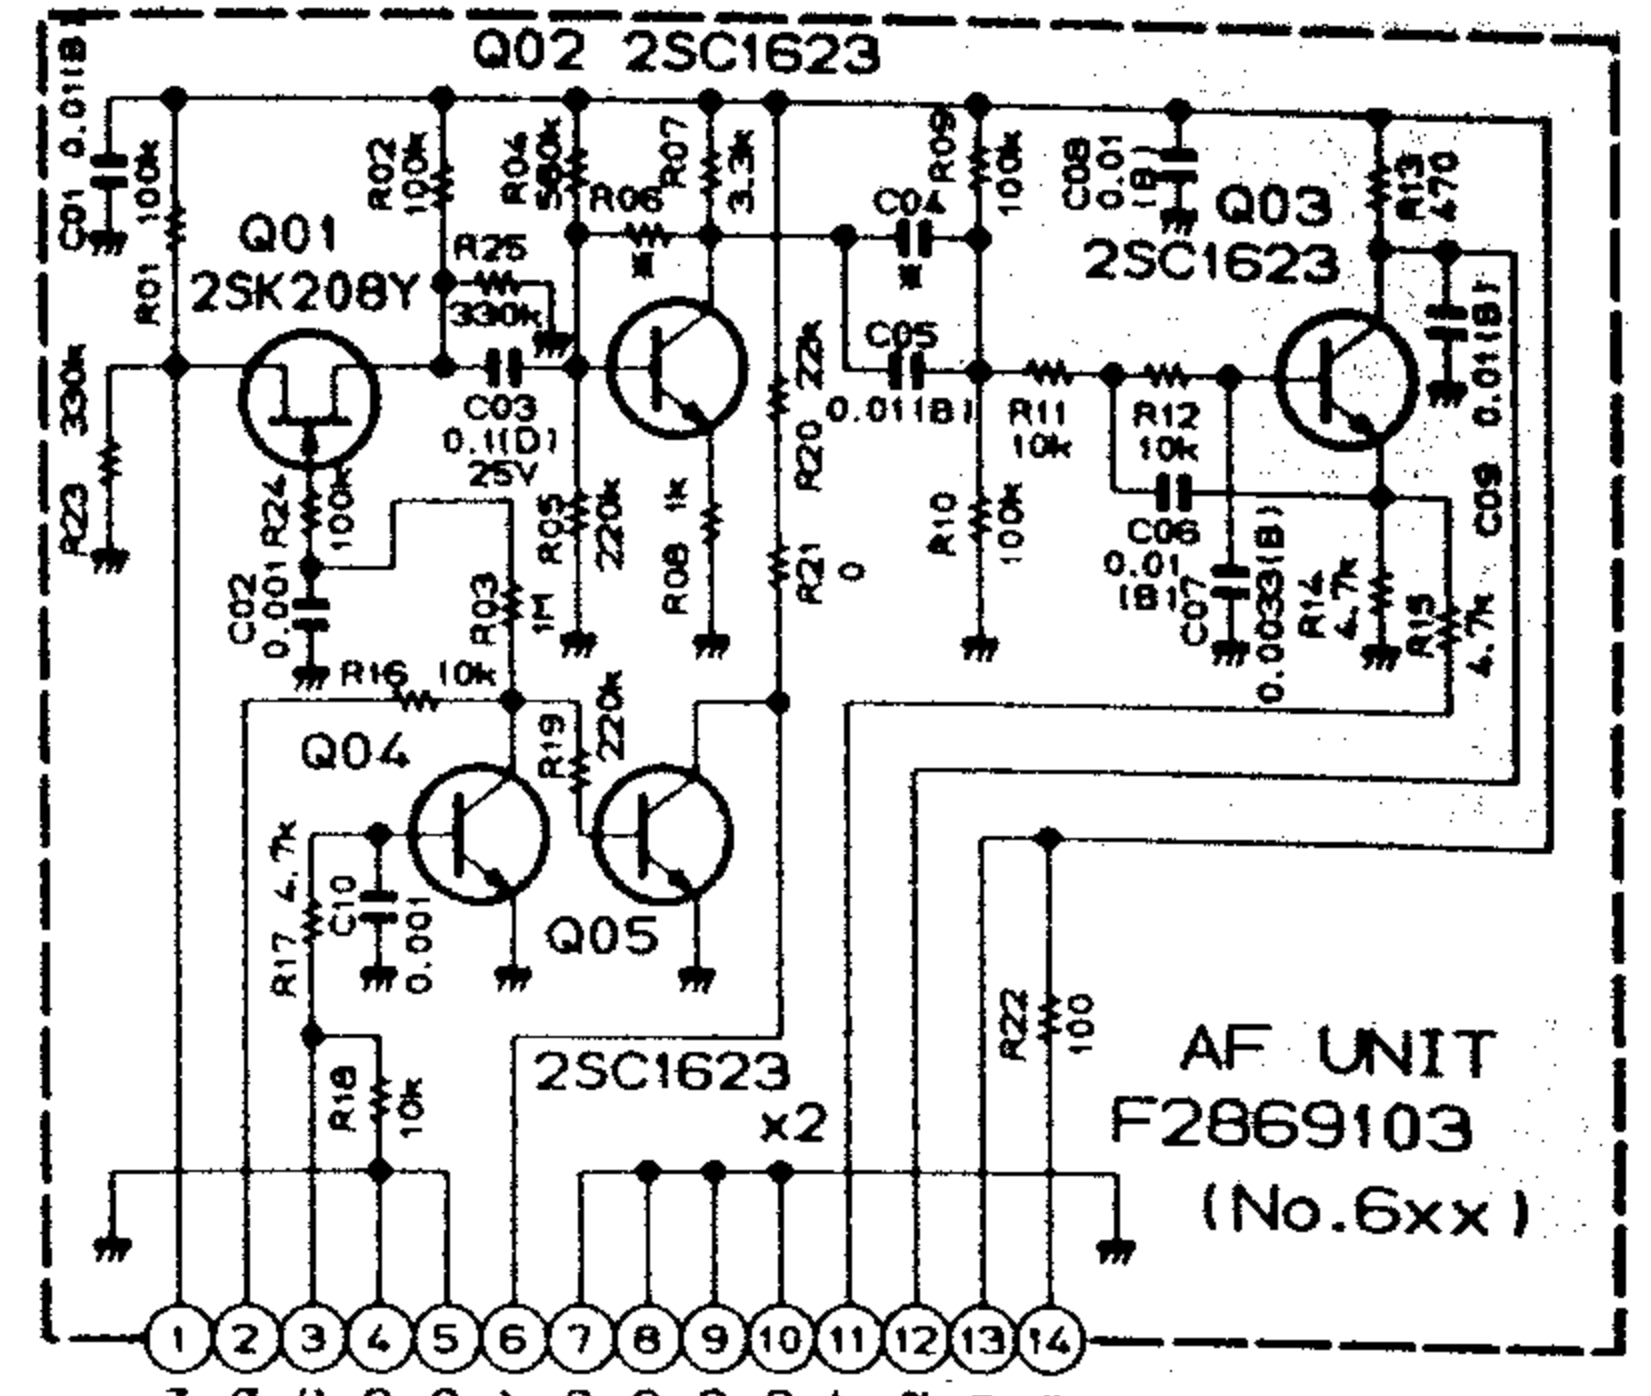 Q02 2SC1623
C01 0.01(B)
100k
R01
R02
100k
R04
560k
R06
*
R07
3.3k
C04
*
R09
100k
C08
0.01
(B)
Q03
2SC1623
R13
470
Q01
2SK208Y
R25
330k
C05
0.01(B)
C03
0.1(D)
25V
R23 330k
R24
100k
C02
0.001
R03
1M
R05
220k
R08 1k
R20 22k
R21 0
R10
100k
R11
10k
R12
10k
C06
0.01
(B)
C07
0.0033(B)
R14
4.7k
R15
4.7k
C09 0.01(B)
R16 10k
Q04
R19
220k
R17 4.7k
C10
0.001
Q05
2SC1623
x2
R18
10k
R22
100
AF UNIT
F2869103
(No.6xx)
1 2 3 4 5 6 7 8 9 10 11 12 13 14